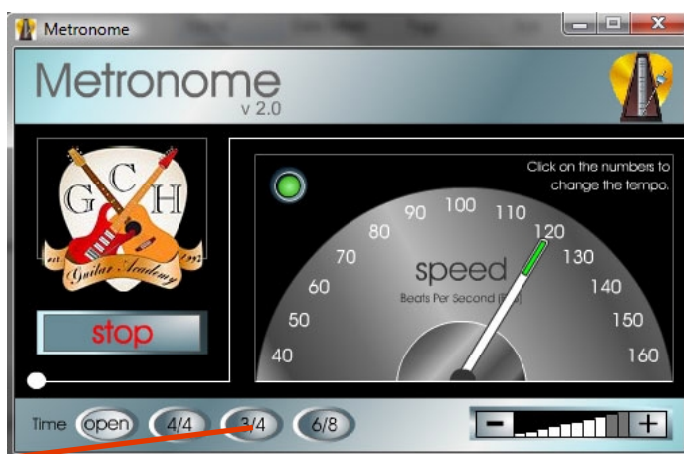 Metronome
Metronome
v 2.0
Click on the numbers to
change the tempo.
G C H
Guitar Academy
40
50
60
70
80
90
100
110
120
130
140
150
160
speed
Beats Per Second
stop
Time open 4/4 3/4 6/8
- +